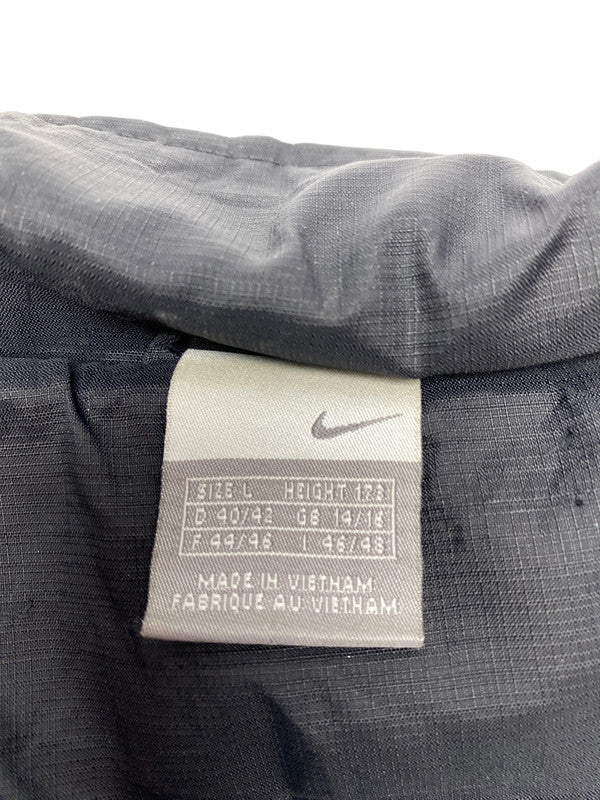 SIZE L HEIGHT 173
D 40/42 GB 14/16
F 44/46 I 46/48
MADE IN VIETNAM
FABRIQUE AU VIETNAM